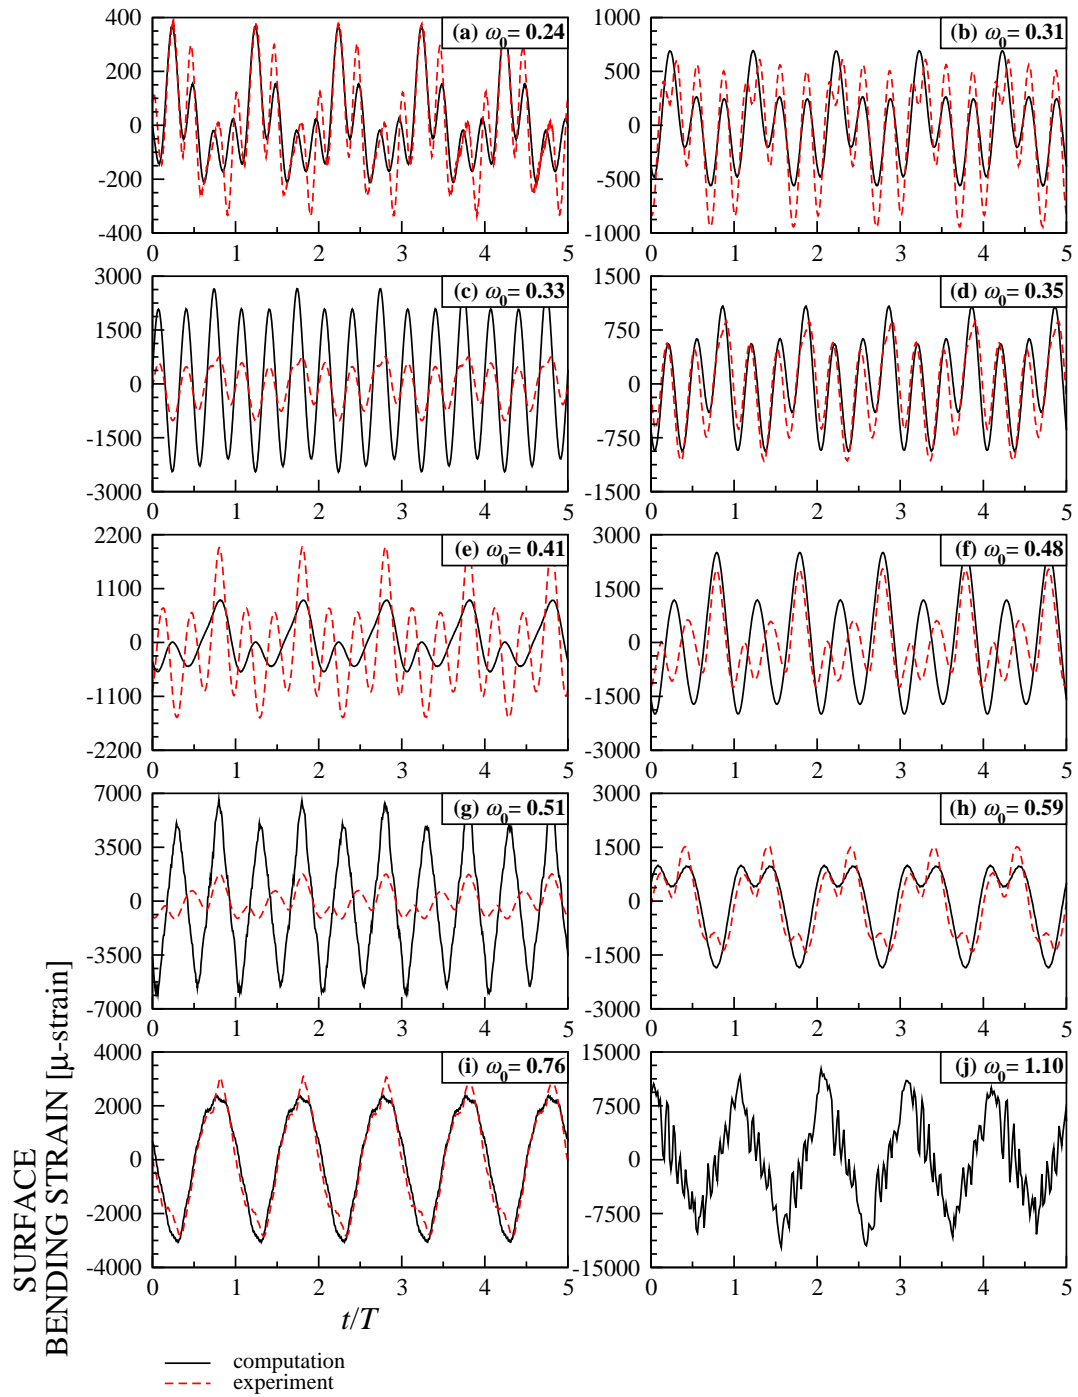 400
200
0
-200
-400
(a) ω0= 0.24
0 1 2 3 4 5
1000
500
0
-500
-1000
(b) ω0= 0.31
0 1 2 3 4 5
3000
1500
0
-1500
-3000
(c) ω0= 0.33
0 1 2 3 4 5
1500
750
0
-750
-1500
(d) ω0= 0.35
0 1 2 3 4 5
2200
1100
0
-1100
-2200
(e) ω0= 0.41
0 1 2 3 4 5
3000
1500
0
-1500
-3000
(f) ω0= 0.48
0 1 2 3 4 5
7000
3500
0
-3500
-7000
(g) ω0= 0.51
0 1 2 3 4 5
3000
1500
0
-1500
-3000
(h) ω0= 0.59
0 1 2 3 4 5
4000
2000
0
-2000
-4000
(i) ω0= 0.76
0 1 2 3 4 5
15000
7500
0
-7500
-15000
(j) ω0= 1.10
0 1 2 3 4 5
SURFACE
BENDING STRAIN [μ-strain]
t/T
computation
experiment